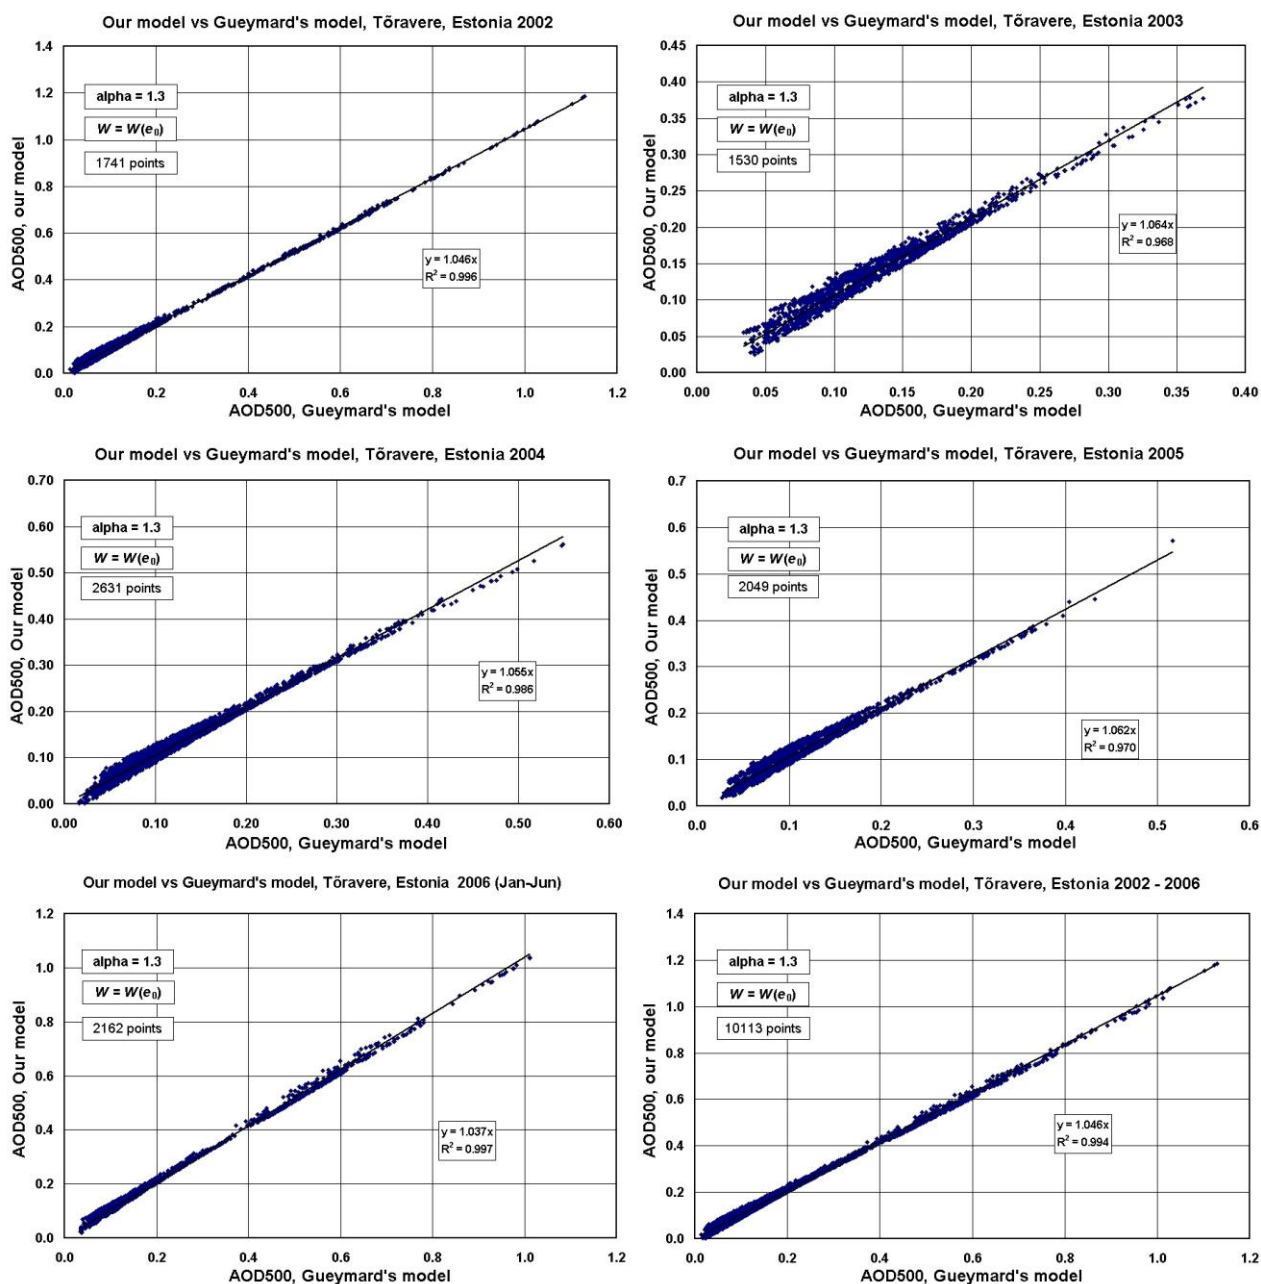 Our model vs Gueymard's model, Tõravere, Estonia 2002
AOD500, our model
1.4
1.2
1.0
0.8
0.6
0.4
0.2
0.0
alpha = 1.3
W = W(e₀)
1741 points
y = 1.046x
R² = 0.996
0.0 0.2 0.4 0.6 0.8 1.0 1.2
AOD500, Gueymard's model
Our model vs Gueymard's model, Tõravere, Estonia 2003
AOD500, Our model
0.45
0.40
0.35
0.30
0.25
0.20
0.15
0.10
0.05
0.00
alpha = 1.3
W = W(e₀)
1530 points
y = 1.064x
R² = 0.968
0.00 0.05 0.10 0.15 0.20 0.25 0.30 0.35 0.40
AOD500, Gueymard's model
Our model vs Gueymard's model, Tõravere, Estonia 2004
AOD500, Our model
0.70
0.60
0.50
0.40
0.30
0.20
0.10
0.00
alpha = 1.3
W = W(e₀)
2631 points
y = 1.055x
R² = 0.986
0.00 0.10 0.20 0.30 0.40 0.50 0.60
AOD500, Gueymard's model
Our model vs Gueymard's model, Tõravere, Estonia 2005
AOD500, Our model
0.7
0.6
0.5
0.4
0.3
0.2
0.1
0.0
alpha = 1.3
W = W(e₀)
2049 points
y = 1.062x
R² = 0.970
0.0 0.1 0.2 0.3 0.4 0.5 0.6
AOD500, Gueymard's model
Our model vs Gueymard's model, Tõravere, Estonia 2006 (Jan-Jun)
AOD500, Our model
1.2
1.0
0.8
0.6
0.4
0.2
0.0
alpha = 1.3
W = W(e₀)
2162 points
y = 1.037x
R² = 0.997
0.0 0.2 0.4 0.6 0.8 1.0 1.2
AOD500, Gueymard's model
Our model vs Gueymard's model, Tõravere, Estonia 2002 - 2006
AOD500, our model
1.4
1.2
1.0
0.8
0.6
0.4
0.2
0.0
alpha = 1.3
W = W(e₀)
10113 points
y = 1.046x
R² = 0.994
0.0 0.2 0.4 0.6 0.8 1.0 1.2
AOD500, Gueymard's model